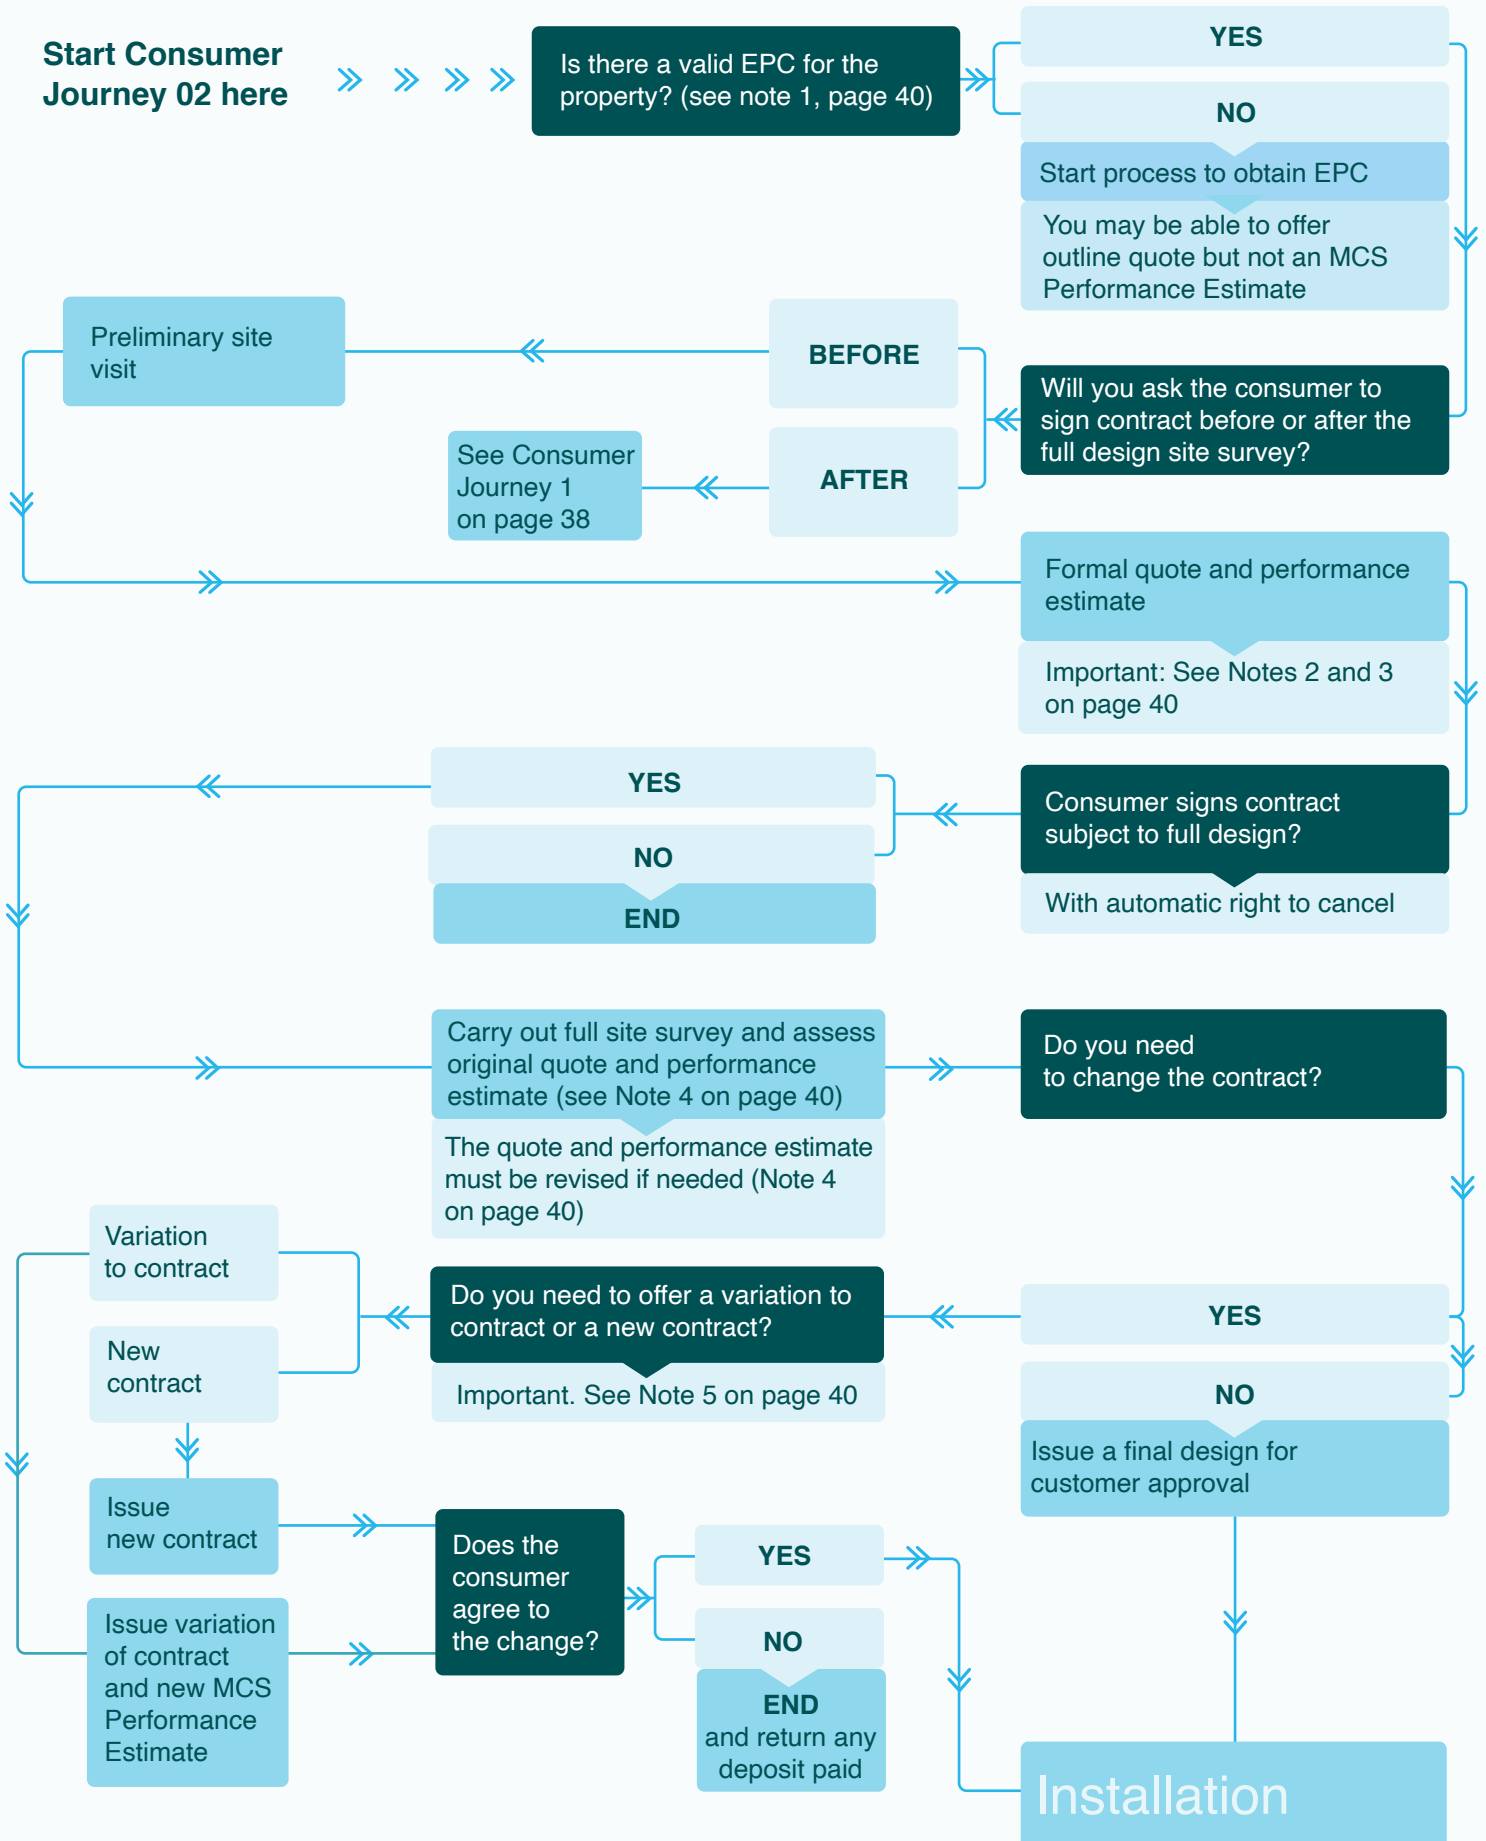 Start Consumer
Journey 02 here
Is there a valid EPC for the
property? (see note 1, page 40)
YES
NO
Start process to obtain EPC
You may be able to offer
outline quote but not an MCS
Performance Estimate
Will you ask the consumer to
sign contract before or after the
full design site survey?
BEFORE
Preliminary site
visit
AFTER
See Consumer
Journey 1
on page 38
Formal quote and performance
estimate
Important: See Notes 2 and 3
on page 40
Consumer signs contract
subject to full design?
With automatic right to cancel
YES
NO
END
Carry out full site survey and assess
original quote and performance
estimate (see Note 4 on page 40)
The quote and performance estimate
must be revised if needed (Note 4
on page 40)
Do you need
to change the contract?
YES
NO
Issue a final design for
customer approval
Do you need to offer a variation to
contract or a new contract?
Important. See Note 5 on page 40
Variation
to contract
New
contract
Issue
new contract
Issue variation
of contract
and new MCS
Performance
Estimate
Does the
consumer
agree to
the change?
YES
NO
END
and return any
deposit paid
Installation